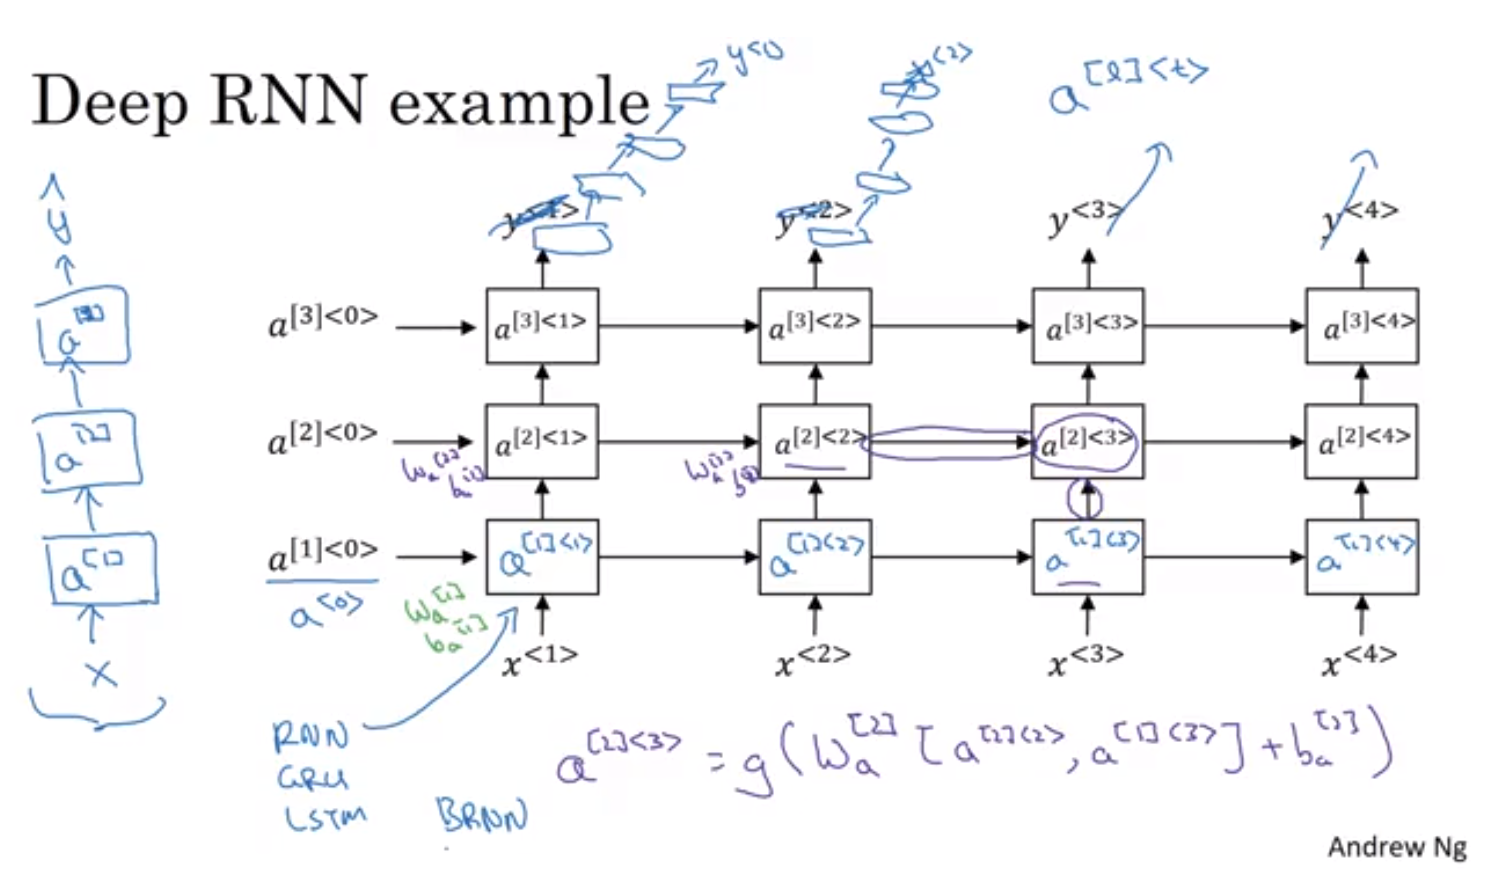 Deep RNN example
y<1>
y<2>
a^[l]<t>
ŷ
y^<1> y^<2> y^<3> y^<4>
a^[3]
a^[3]<0> a^[3]<1> a^[3]<2> a^[3]<3> a^[3]<4>
a^[2]
a^[2]<0> a^[2]<1> a^[2]<2> a^[2]<3> a^[2]<4>
W_a^[2] b_a^[2] W_a^[2] b_a^[2]
a^[1]
a^[1]<0> a^[1]<1> a^[1]<2> a^[1]<3> a^[1]<4>
a^[0] W_a^[1]
b_a^[1]
x x^<1> x^<2> x^<3> x^<4>
RNN a^[2]<3> = g(W_a^[2] [a^[2]<2>, a^[1]<3>] + b_a^[2])
GRU
LSTM BRNN
Andrew Ng